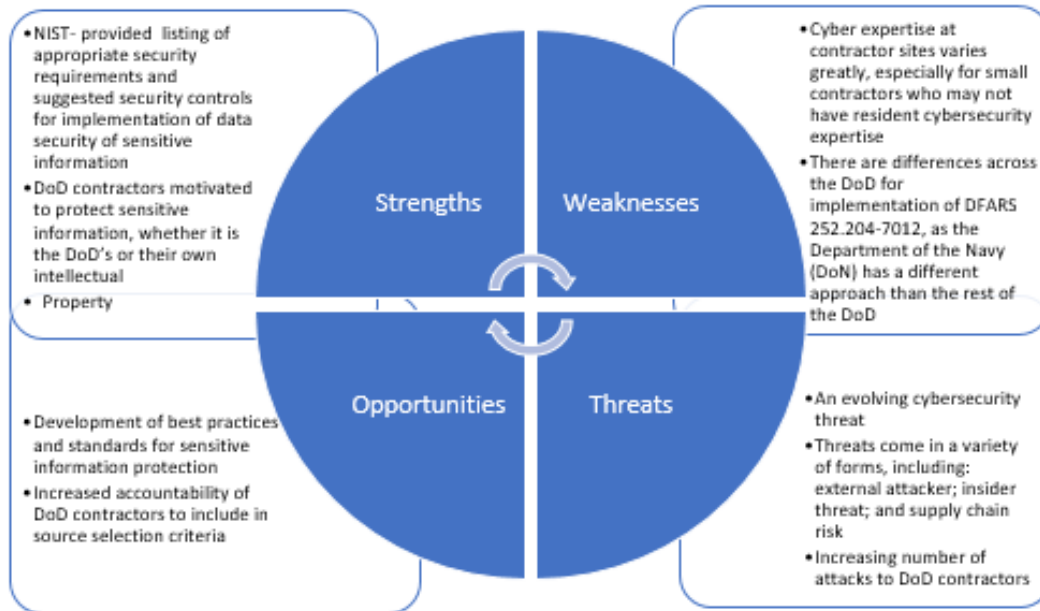 •NIST- provided listing of
appropriate security
requirements and
suggested security controls
for implementation of data
security of sensitive
information
•DoD contractors motivated
to protect sensitive
information, whether it is
the DoD's or their own
intellectual
• Property
•Cyber expertise at
contractor sites varies
greatly, especially for small
contractors who may not
have resident cybersecurity
expertise
•There are differences across
the DoD for
implementation of DFARS
252.204-7012, as the
Department of the Navy
(DoN) has a different
approach than the rest of
the DoD
Strengths
Weaknesses
Opportunities
Threats
•Development of best practices
and standards for sensitive
information protection
•Increased accountability of
DoD contractors to include in
source selection criteria
•An evolving cybersecurity
threat
•Threats come in a variety
of forms, including:
external attacker; insider
threat; and supply chain
risk
•Increasing number of
attacks to DoD contractors